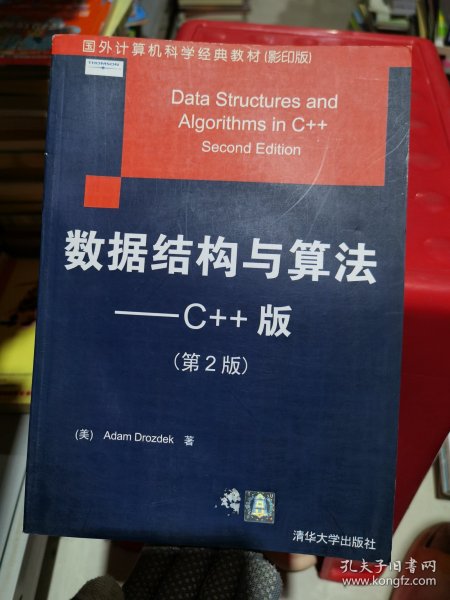 国外计算机科学经典教材(影印版)
THOMSON
Data Structures and
Algorithms in C++
Second Edition
数据结构与算法
——C++版
(第2版)
(美) Adam Drozdek 著
清华大学出版社
孔夫子旧书网
www.kongfz.com